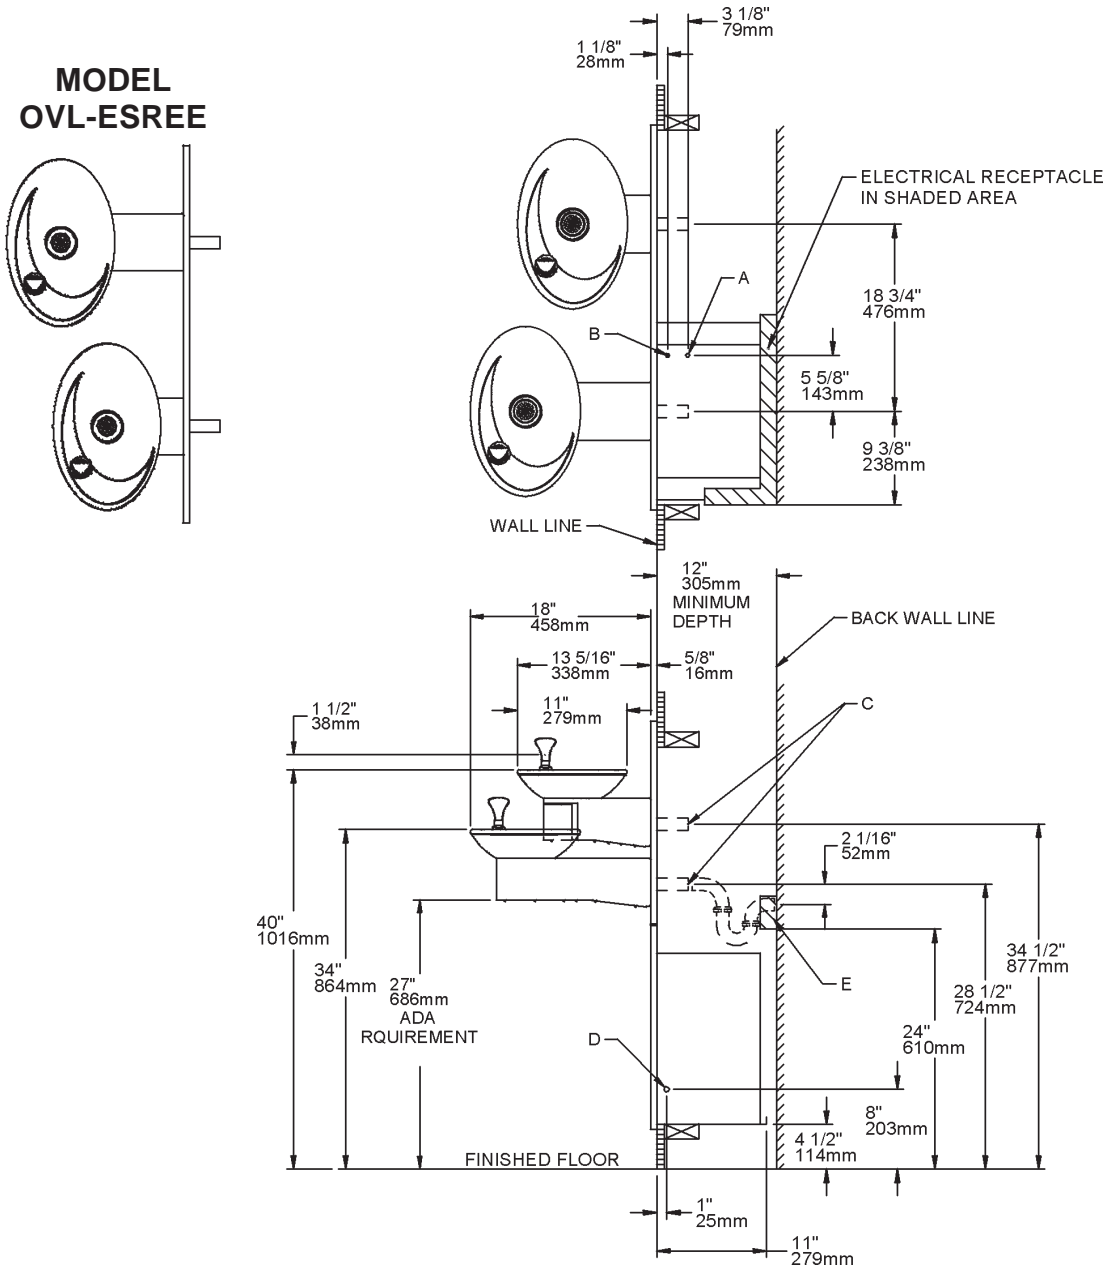 MODEL
OVL-ESREE
3 1/8"
79mm
1 1/8"
28mm
ELECTRICAL RECEPTACLE
IN SHADED AREA
A
B
18 3/4"
476mm
5 5/8"
143mm
9 3/8"
238mm
WALL LINE
12"
305mm
MINIMUM
DEPTH
18"
458mm
BACK WALL LINE
13 5/16"
338mm
5/8"
16mm
11"
279mm
1 1/2"
38mm
C
2 1/16"
52mm
40"
1016mm
34"
864mm
27"
686mm
ADA
RQUIREMENT
34 1/2"
877mm
28 1/2"
724mm
E
24"
610mm
D
8"
203mm
4 1/2"
114mm
FINISHED FLOOR
1"
25mm
11"
279mm